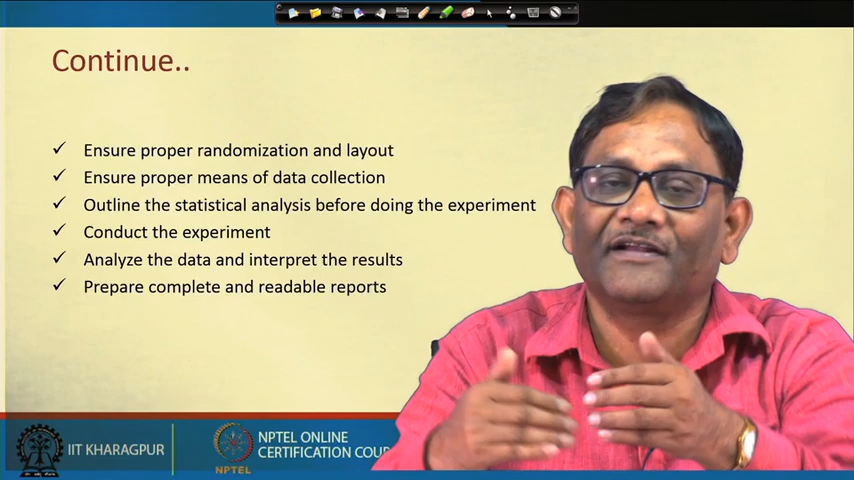 Continue..
✓ Ensure proper randomization and layout
✓ Ensure proper means of data collection
✓ Outline the statistical analysis before doing the experiment
✓ Conduct the experiment
✓ Analyze the data and interpret the results
✓ Prepare complete and readable reports
IIT KHARAGPUR
NPTEL
NPTEL ONLINE
CERTIFICATION COUR